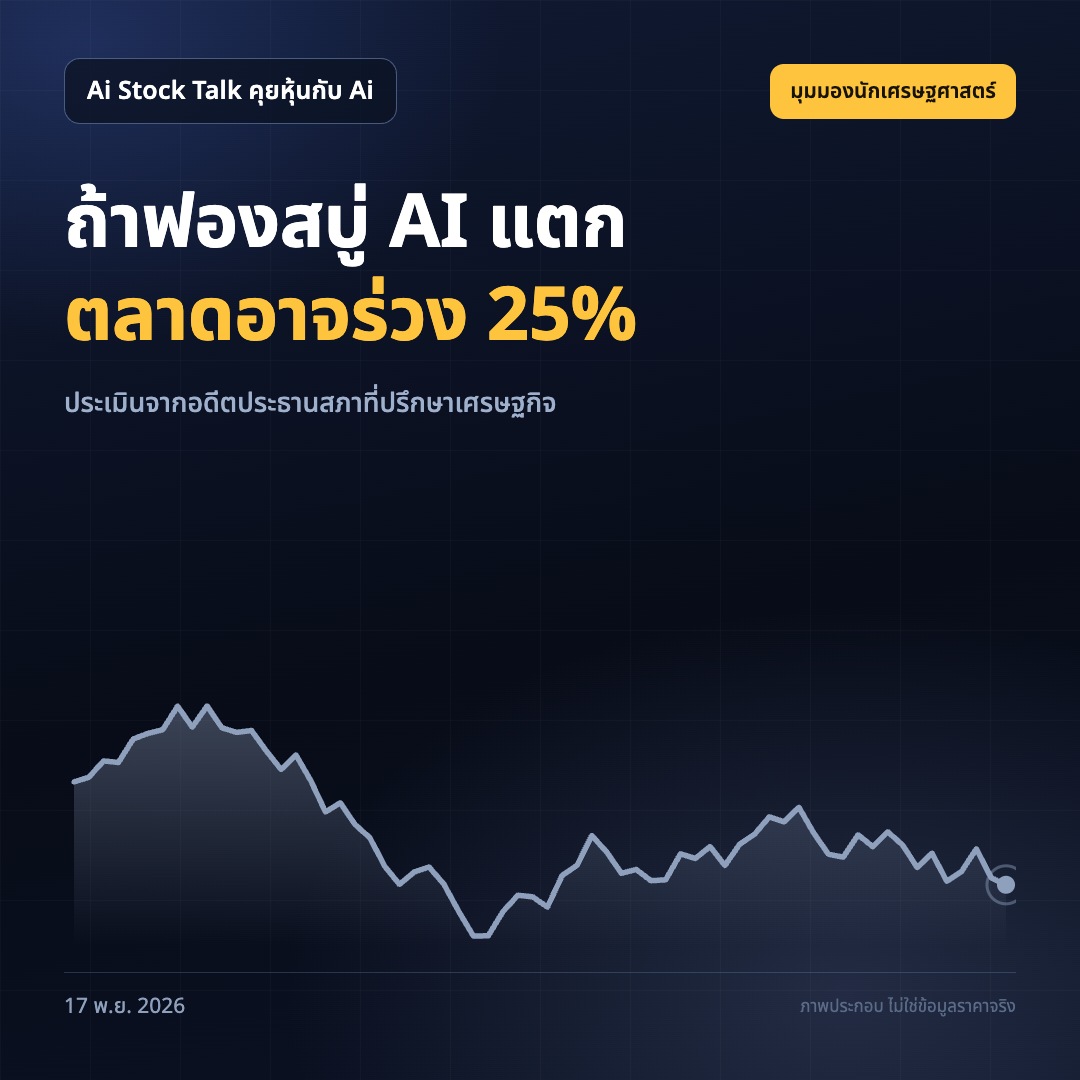 Ai Stock Talk คุยหุ้นกับ Ai
มุมมองนักเศรษฐศาสตร์
ถ้าฟองสบู่ AI แตก
ตลาดอาจร่วง 25%
ประเมินจากอดีตประธานสภาที่ปรึกษาเศรษฐกิจ
17 พ.ย. 2026
ภาพประกอบ ไม่ใช่ข้อมูลราคาจริง